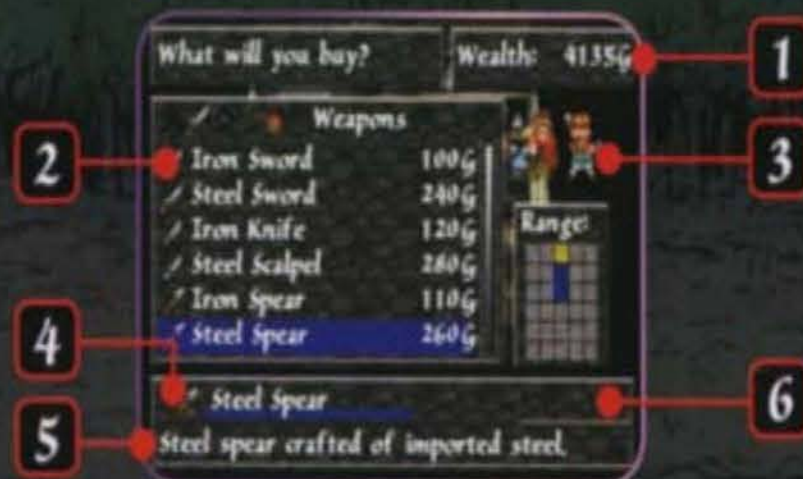 What will you buy?
Wealth: 4135G
1
Weapons
2
Iron Sword 100G
3
Steel Sword 240G
Iron Knife 120G
Range:
Steel Scalpel 280G
Iron Spear 110G
4
Steel Spear 260G
Steel Spear
6
5
Steel spear crafted of imported steel.